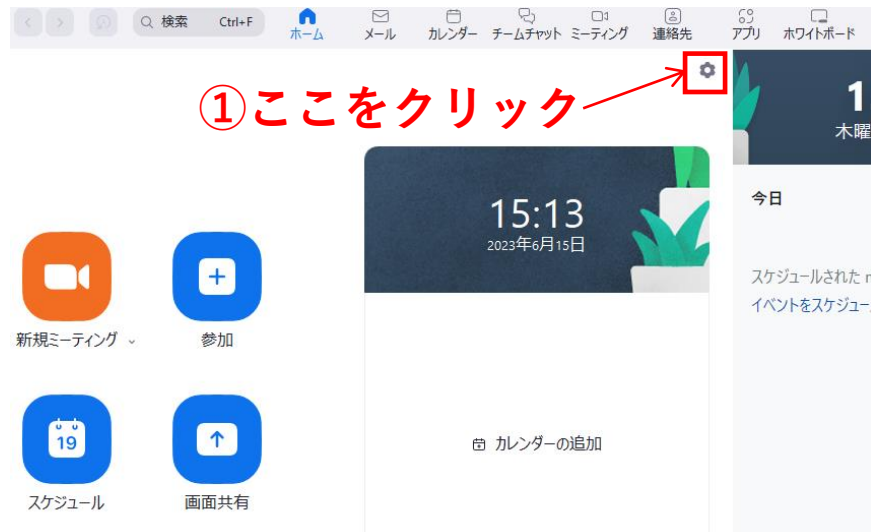 検索 Ctrl+F
ホーム
メール
カレンダー
チームチャット
ミーティング
連絡先
アプリ
ホワイトボード
①ここをクリック
1
木曜
15:13
2023年6月15日
今日
スケジュールされた
イベントをスケジュー
新規ミーティング
参加
19
カレンダーの追加
スケジュール
画面共有